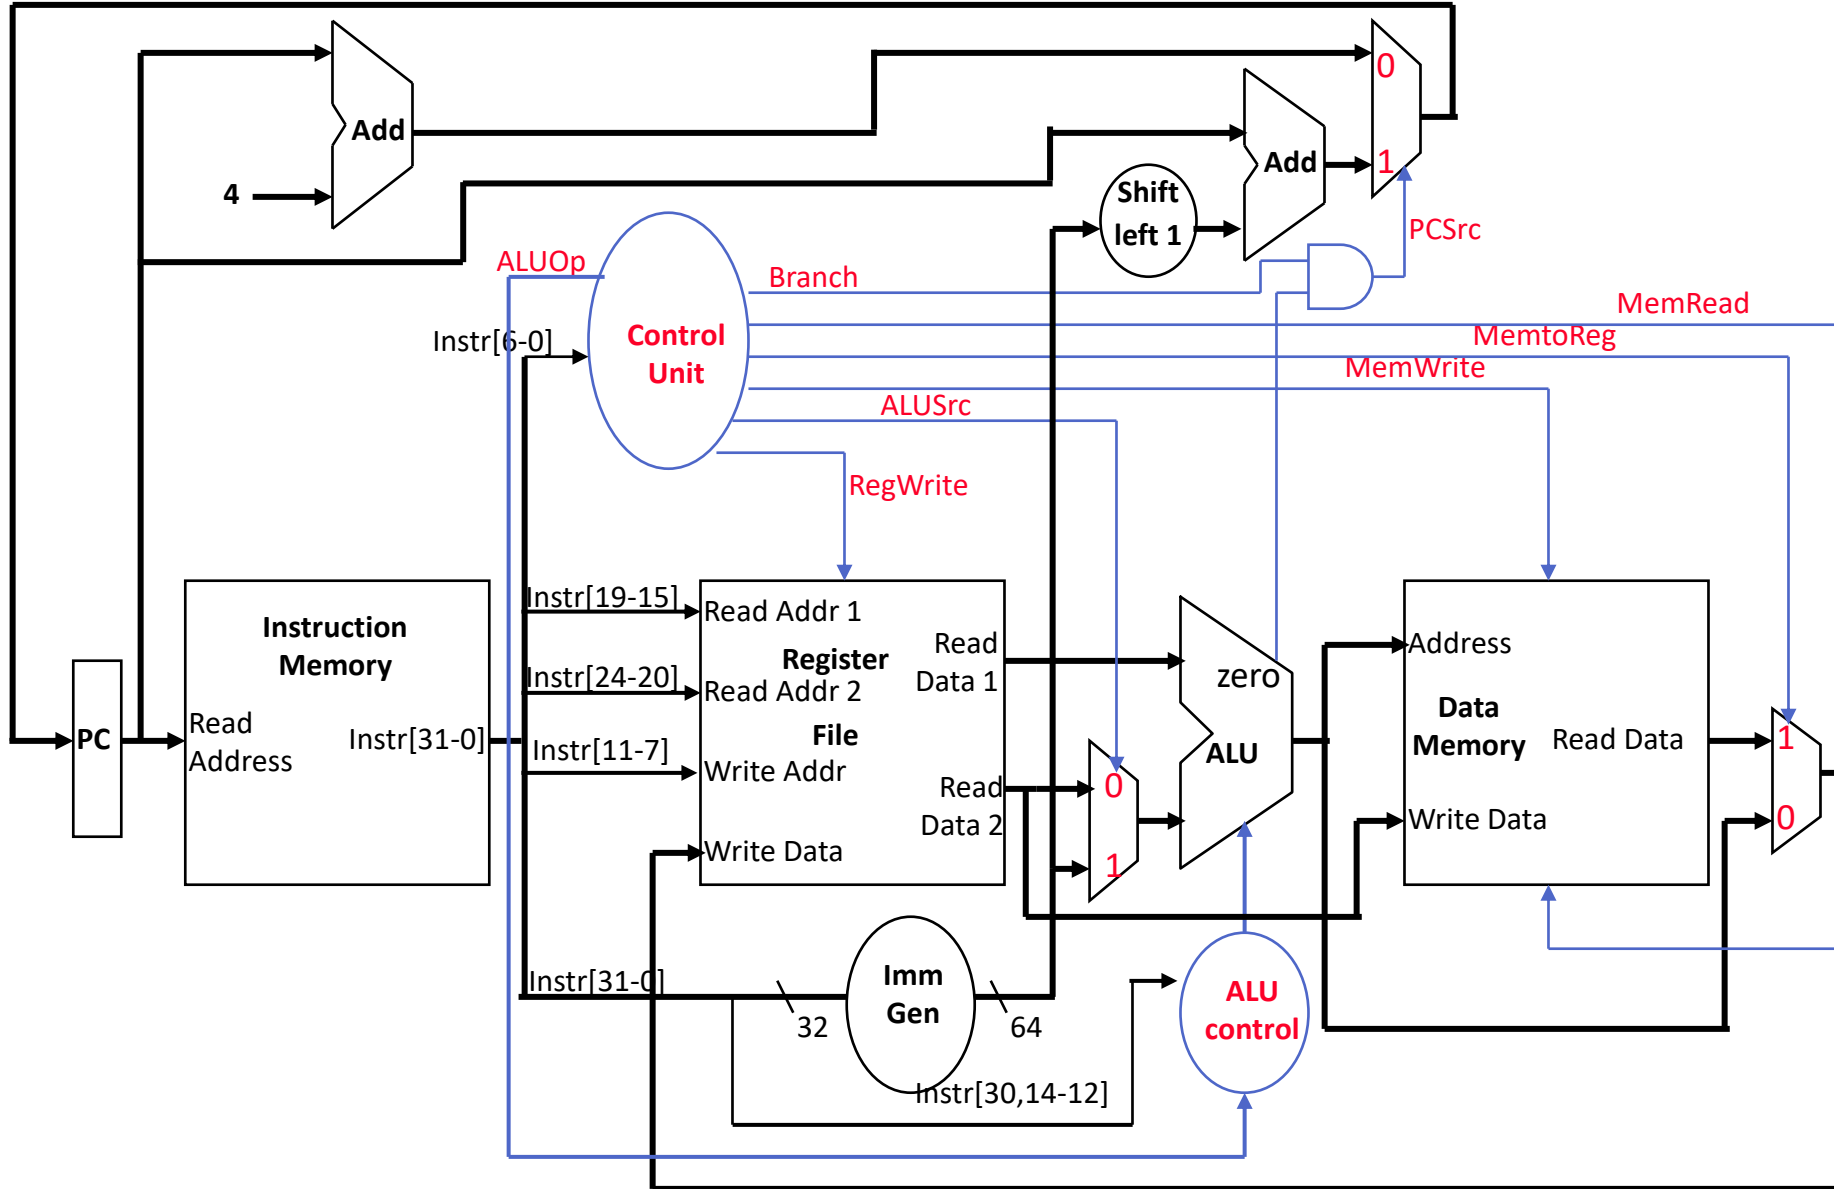 0
Add
Add
1
4
Shift
left 1
PCSrc
ALUOp
Branch
MemRead
Instr[6-0]
Control
Unit
MemtoReg
MemWrite
ALUSrc
RegWrite
Instr[19-15]
Read Addr 1
Instruction
Memory
Register
Read
Data 1
Instr[24-20]
Read Addr 2
zero
Address
PC
Read
Address
Instr[31-0]
File
Instr[11-7]
Write Addr
ALU
Data
Memory
Read Data
1
Read
Data 2
0
Write Data
0
Write Data
1
Instr[31-0]
32
Imm
Gen
64
ALU
control
Instr[30,14-12]